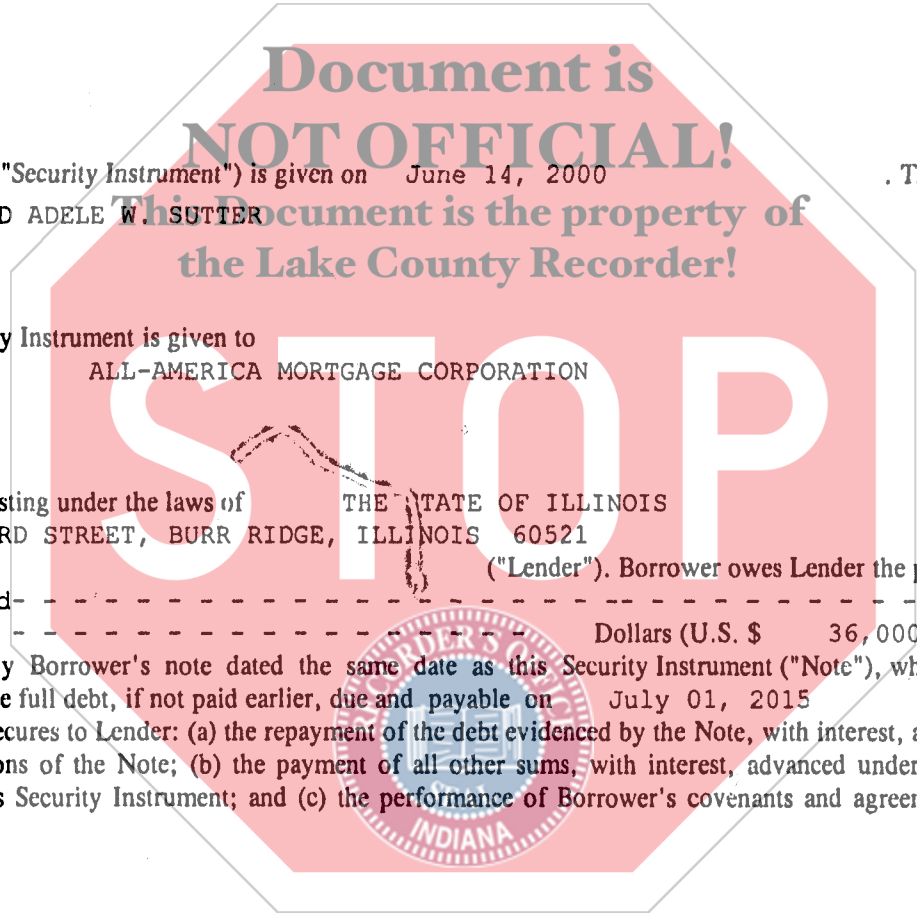 Document is
NOT OFFICIAL!
"Security Instrument") is given on June 14, 2000 . T
D ADELE W. SUTTER
This Document is the property of
the Lake County Recorder!
y Instrument is given to
ALL-AMERICA MORTGAGE CORPORATION
STOP
sting under the laws of THE TATE OF ILLINOIS
RD STREET, BURR RIDGE, ILLINOIS 60521
("Lender"). Borrower owes Lender the p
d- - - - - - - - - - - - - - - - - - - - - - - - - - - - - -
- - - - - - - - - - - - - - - - - Dollars (U.S. $ 36,000
y Borrower's note dated the same date as this Security Instrument ("Note"), wh
e full debt, if not paid earlier, due and payable on July 01, 2015
ecures to Lender: (a) the repayment of the debt evidenced by the Note, with interest, a
ons of the Note; (b) the payment of all other sums, with interest, advanced under
s Security Instrument; and (c) the performance of Borrower's covenants and agreem
RECORDER'S OFFICE
SEAL
INDIANA